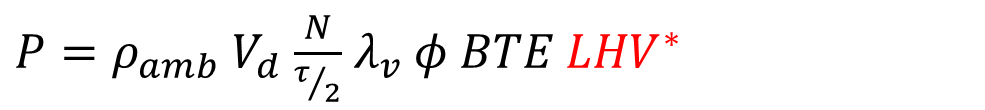 P = ρ_amb V_d N/(τ/2) λ_v ϕ BTE LHV*